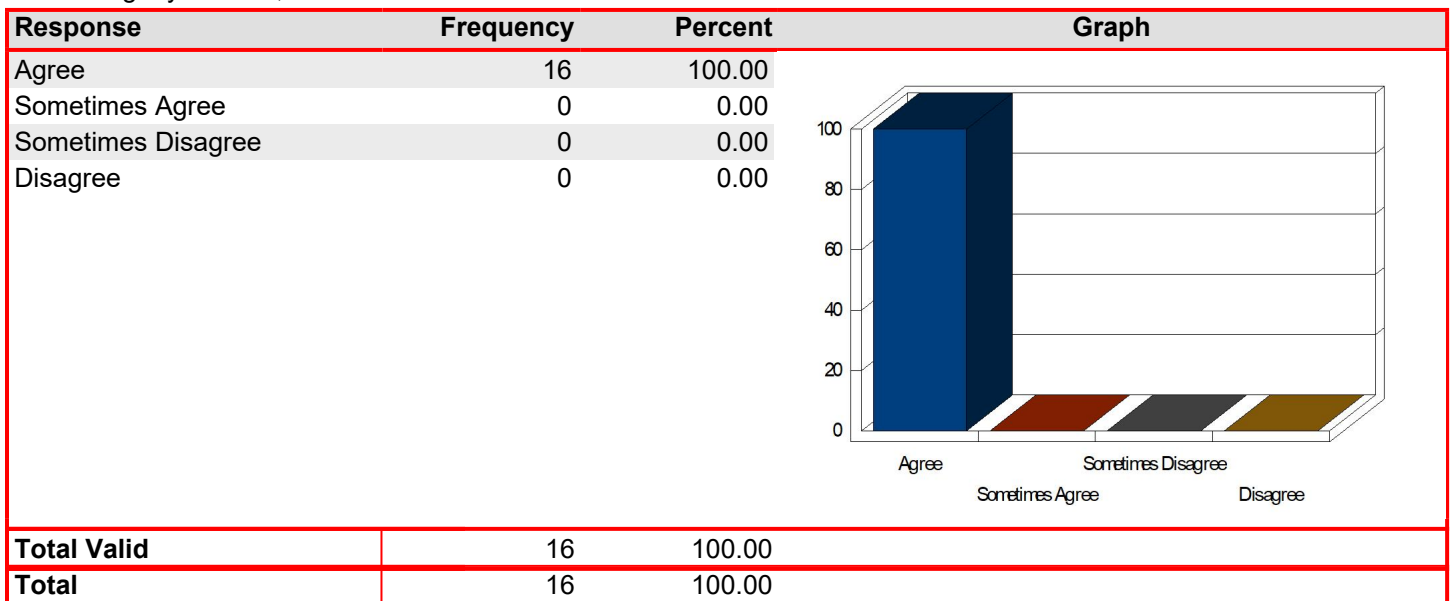 Response Frequency Percent Graph
Agree 16 100.00
Sometimes Agree 0 0.00
Sometimes Disagree 0 0.00
Disagree 0 0.00
100
80
60
40
20
0
Agree Sometimes Disagree
Sometimes Agree Disagree
Total Valid 16 100.00
Total 16 100.00